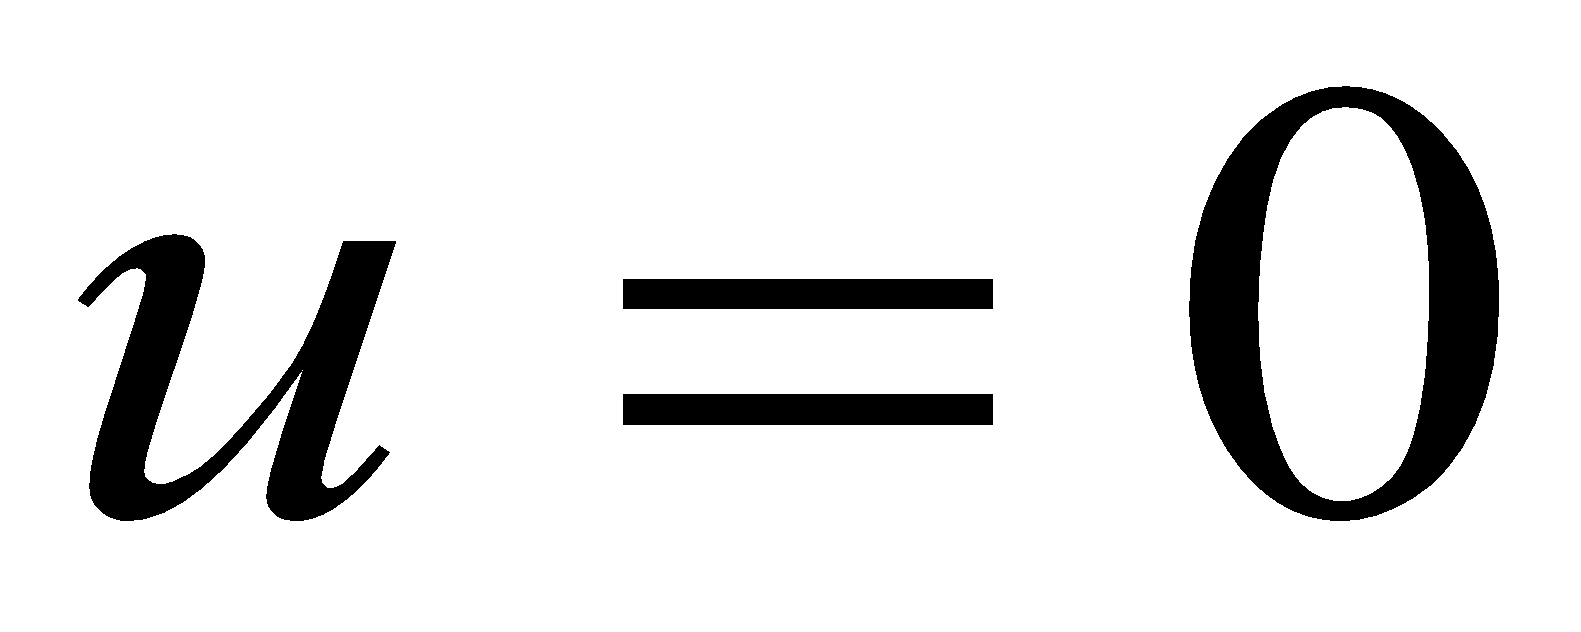 u = 0